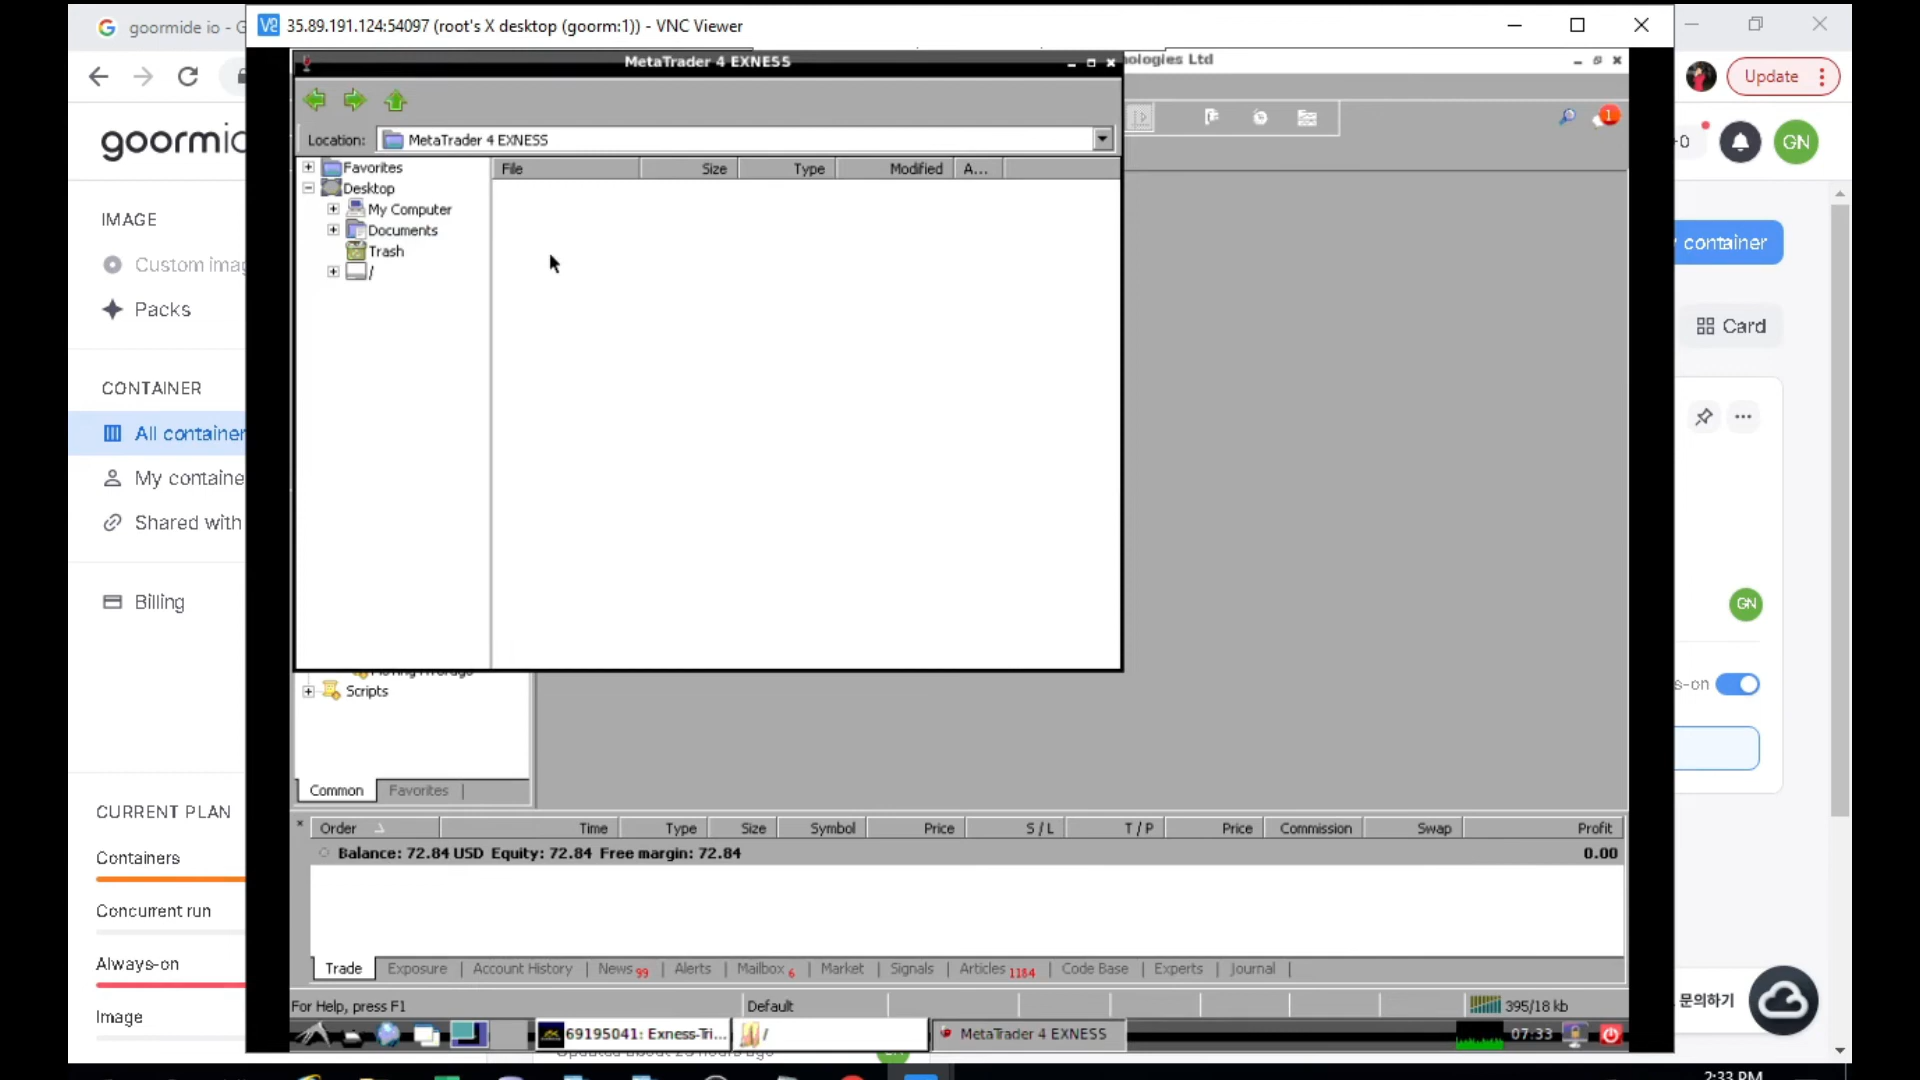 goormide io - G
35.89.191.124:54097 (root's X desktop (goorm:1)) - VNC Viewer
Update
goormide
GN
MetaTrader 4 EXNESS
ologies Ltd
1
Location: MetaTrader 4 EXNESS
Favorites
Desktop
My Computer
Documents
Trash
/
File Size Type Modified A...
IMAGE
Custom imag
Packs
CONTAINER
All container
My containe
Shared with
Billing
container
Card
GN
s-on
Scripts
Common Favorites
CURRENT PLAN
Containers
Concurrent run
Always-on
Image
Order Time Type Size Symbol Price S / L T / P Price Commission Swap Profit
Balance: 72.84 USD Equity: 72.84 Free margin: 72.84 0.00
Trade Exposure Account History News 99 Alerts Mailbox 6 Market Signals Articles 1184 Code Base Experts Journal
For Help, press F1 Default 395/18 kb
69195041: Exness-Tri... / MetaTrader 4 EXNESS 07:33
문의하기
2:33 PM